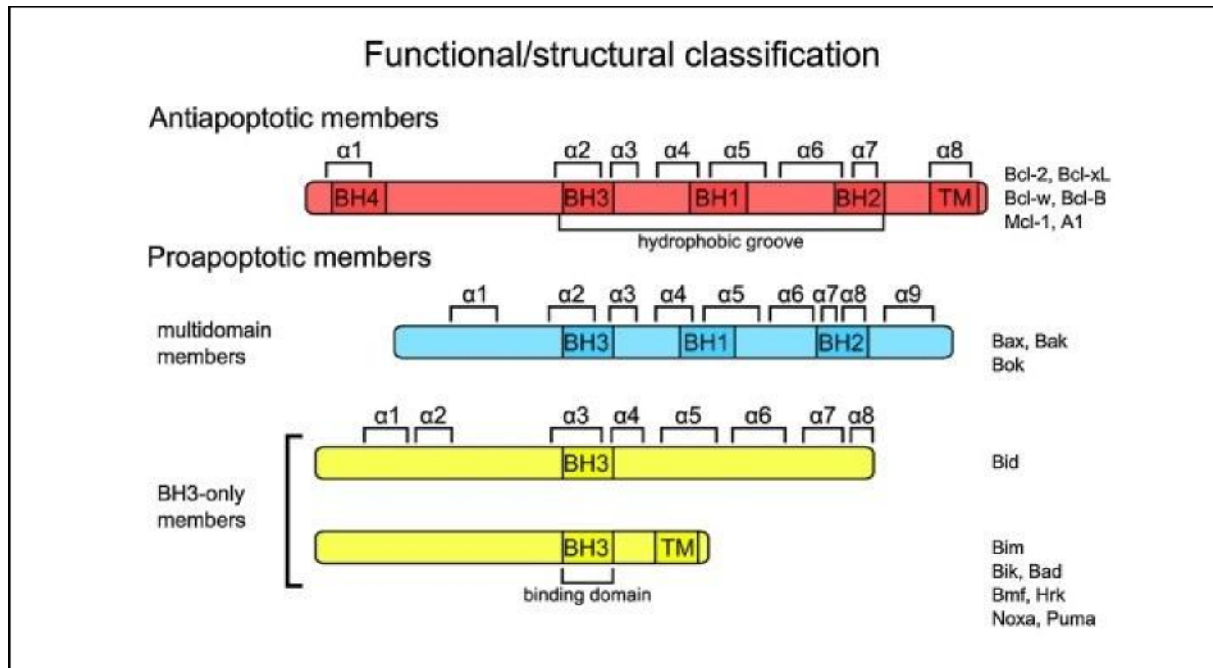 Functional/structural classification
Antiapoptotic members
α1 α2 α3 α4 α5 α6 α7 α8
BH4 BH3 BH1 BH2 TM
Bcl-2, Bcl-xL
Bcl-w, Bcl-B
Mcl-1, A1
hydrophobic groove
Proapoptotic members
α1 α2 α3 α4 α5 α6 α7 α8 α9
multidomain
members
BH3 BH1 BH2
Bax, Bak
Bok
α1 α2 α3 α4 α5 α6 α7 α8
BH3
Bid
BH3-only
members
BH3 TM
binding domain
Bim
Bik, Bad
Bmf, Hrk
Noxa, Puma